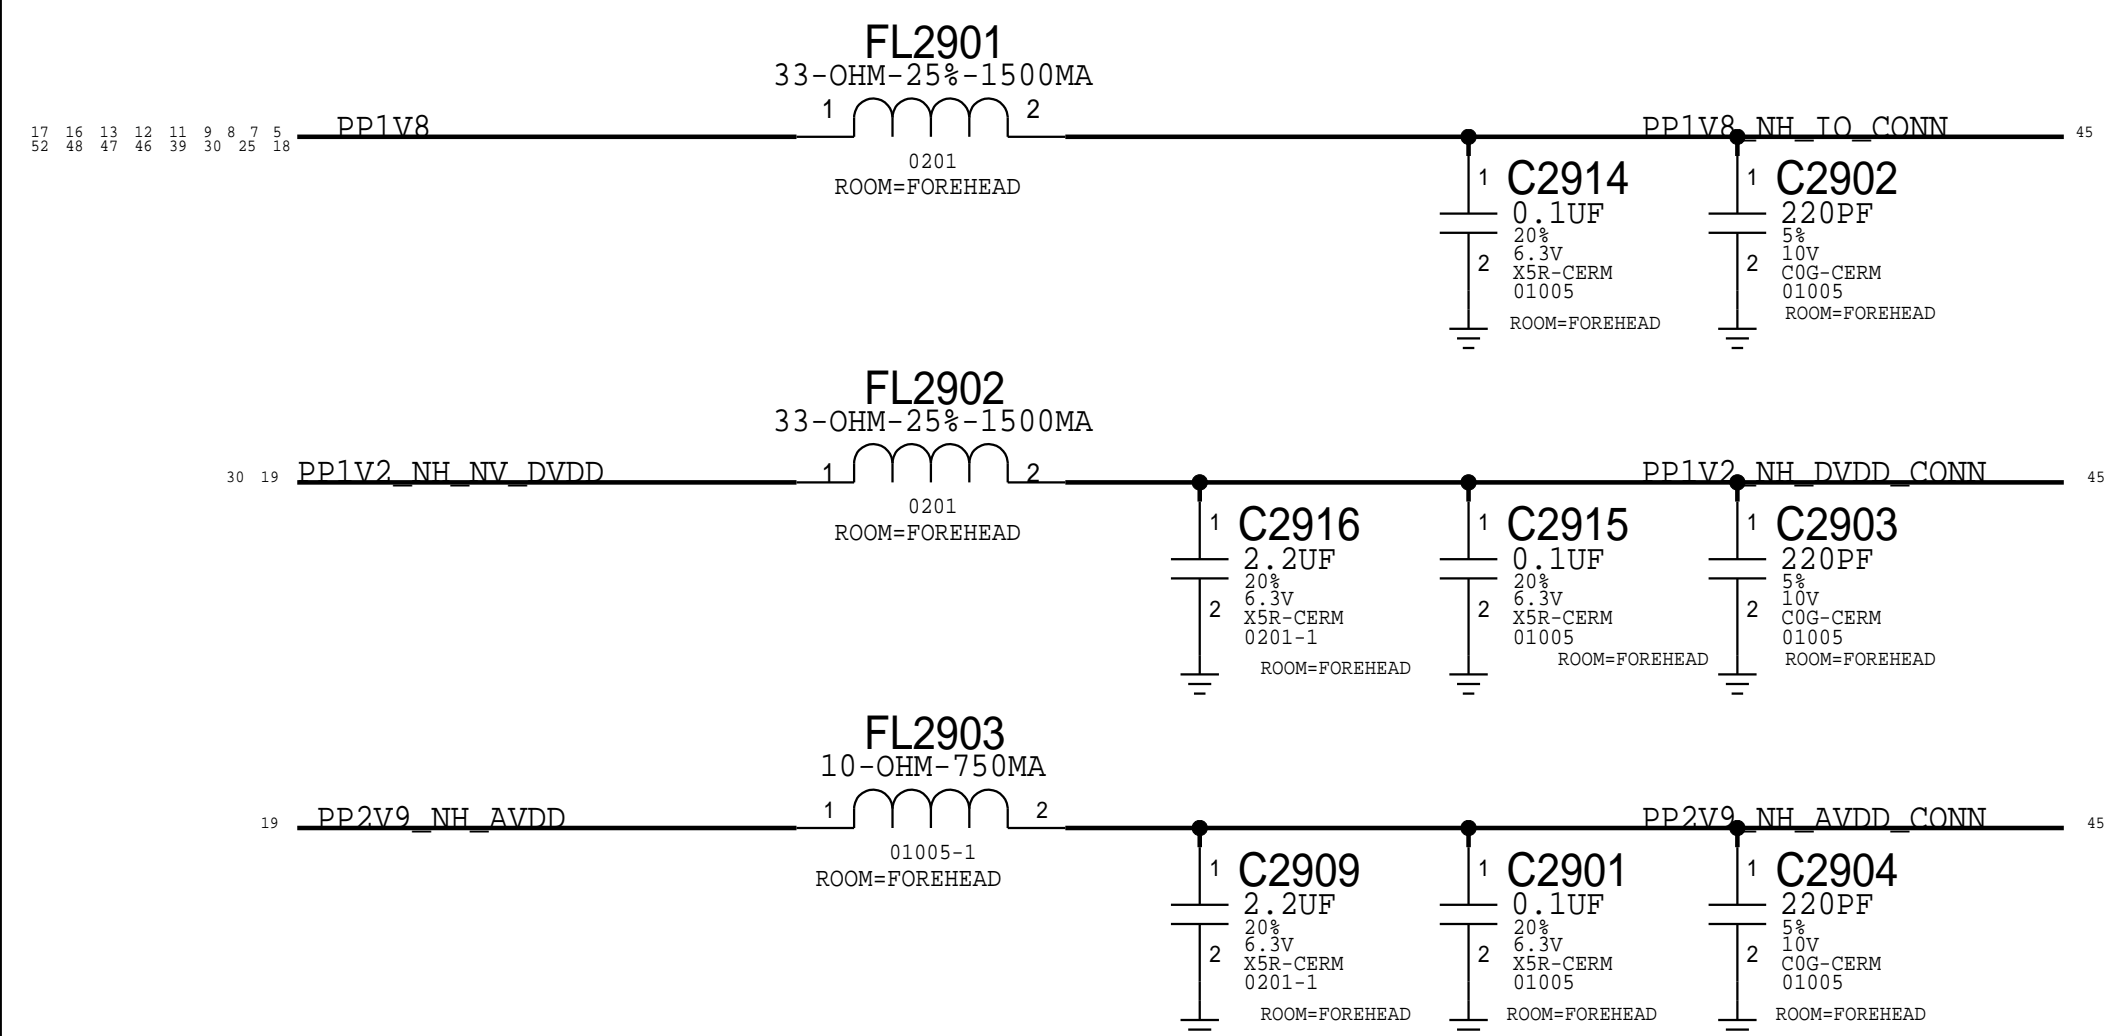 FL2901
33-OHM-25%-1500MA
1 2
17 16 13 12 11 9 8 7 5 PP1V8 PP1V8_NH_IO_CONN 45
52 48 47 46 39 30 25 18
0201
ROOM=FOREHEAD
1 C2914 1 C2902
0.1UF 220PF
20% 5%
6.3V 10V
2 X5R-CERM 2 C0G-CERM
01005 01005
ROOM=FOREHEAD ROOM=FOREHEAD
FL2902
33-OHM-25%-1500MA
30 19 PP1V2_NH_NV_DVDD 1 2 PP1V2_NH_DVDD_CONN 45
0201
ROOM=FOREHEAD
1 C2916 1 C2915 1 C2903
2.2UF 0.1UF 220PF
20% 20% 5%
6.3V 6.3V 10V
2 X5R-CERM 2 X5R-CERM 2 C0G-CERM
0201-1 01005 01005
ROOM=FOREHEAD ROOM=FOREHEAD ROOM=FOREHEAD
FL2903
10-OHM-750MA
1 2
19 PP2V9_NH_AVDD PP2V9_NH_AVDD_CONN 45
01005-1
ROOM=FOREHEAD
1 C2909 1 C2901 1 C2904
2.2UF 0.1UF 220PF
20% 20% 5%
6.3V 6.3V 10V
2 X5R-CERM 2 X5R-CERM 2 C0G-CERM
0201-1 01005 01005
ROOM=FOREHEAD ROOM=FOREHEAD ROOM=FOREHEAD